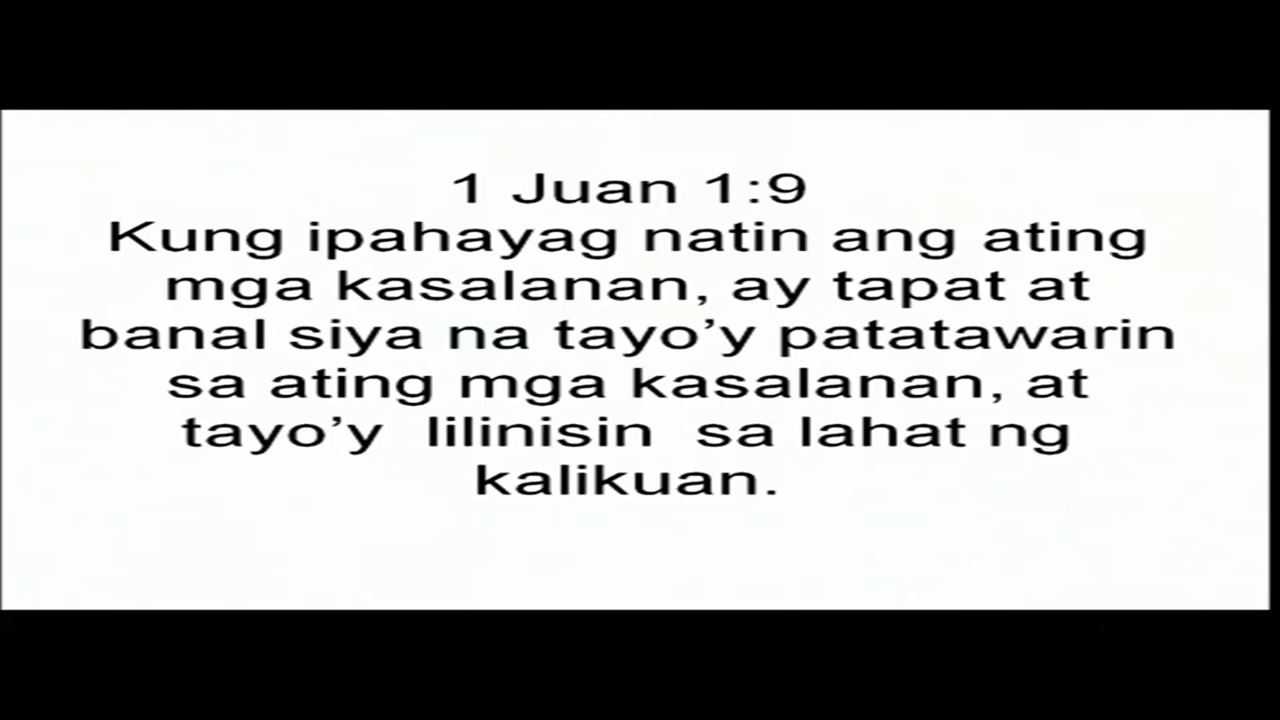 1 Juan 1:9
Kung ipahayag natin ang ating
mga kasalanan, ay tapat at
banal siya na tayo’y patatawarin
sa ating mga kasalanan, at
tayo’y lilinisin sa lahat ng
kalikuan.